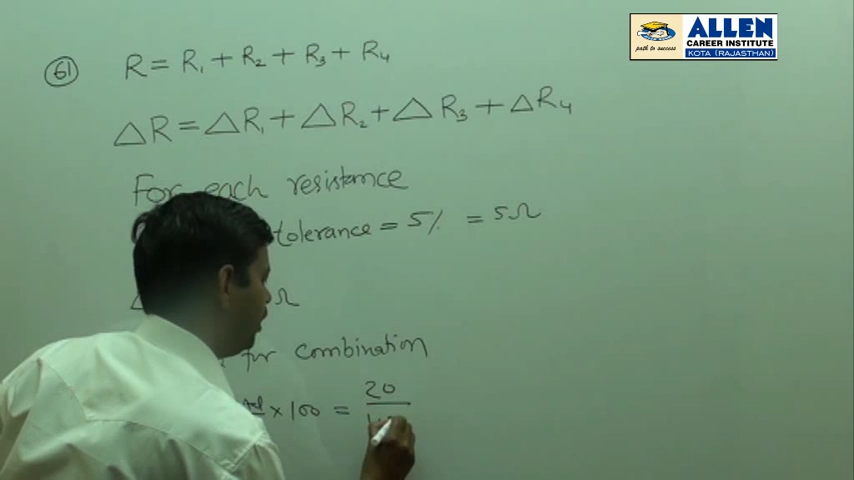 ALLEN
path to success
CAREER INSTITUTE
KOTA (RAJASTHAN)
61 R = R₁ + R₂ + R₃ + R₄
△R = △R₁ + △R₂ + △R₃ + △R₄
For each resistance
tolerance = 5% = 5Ω
Ω
for combination
× 100 = 20